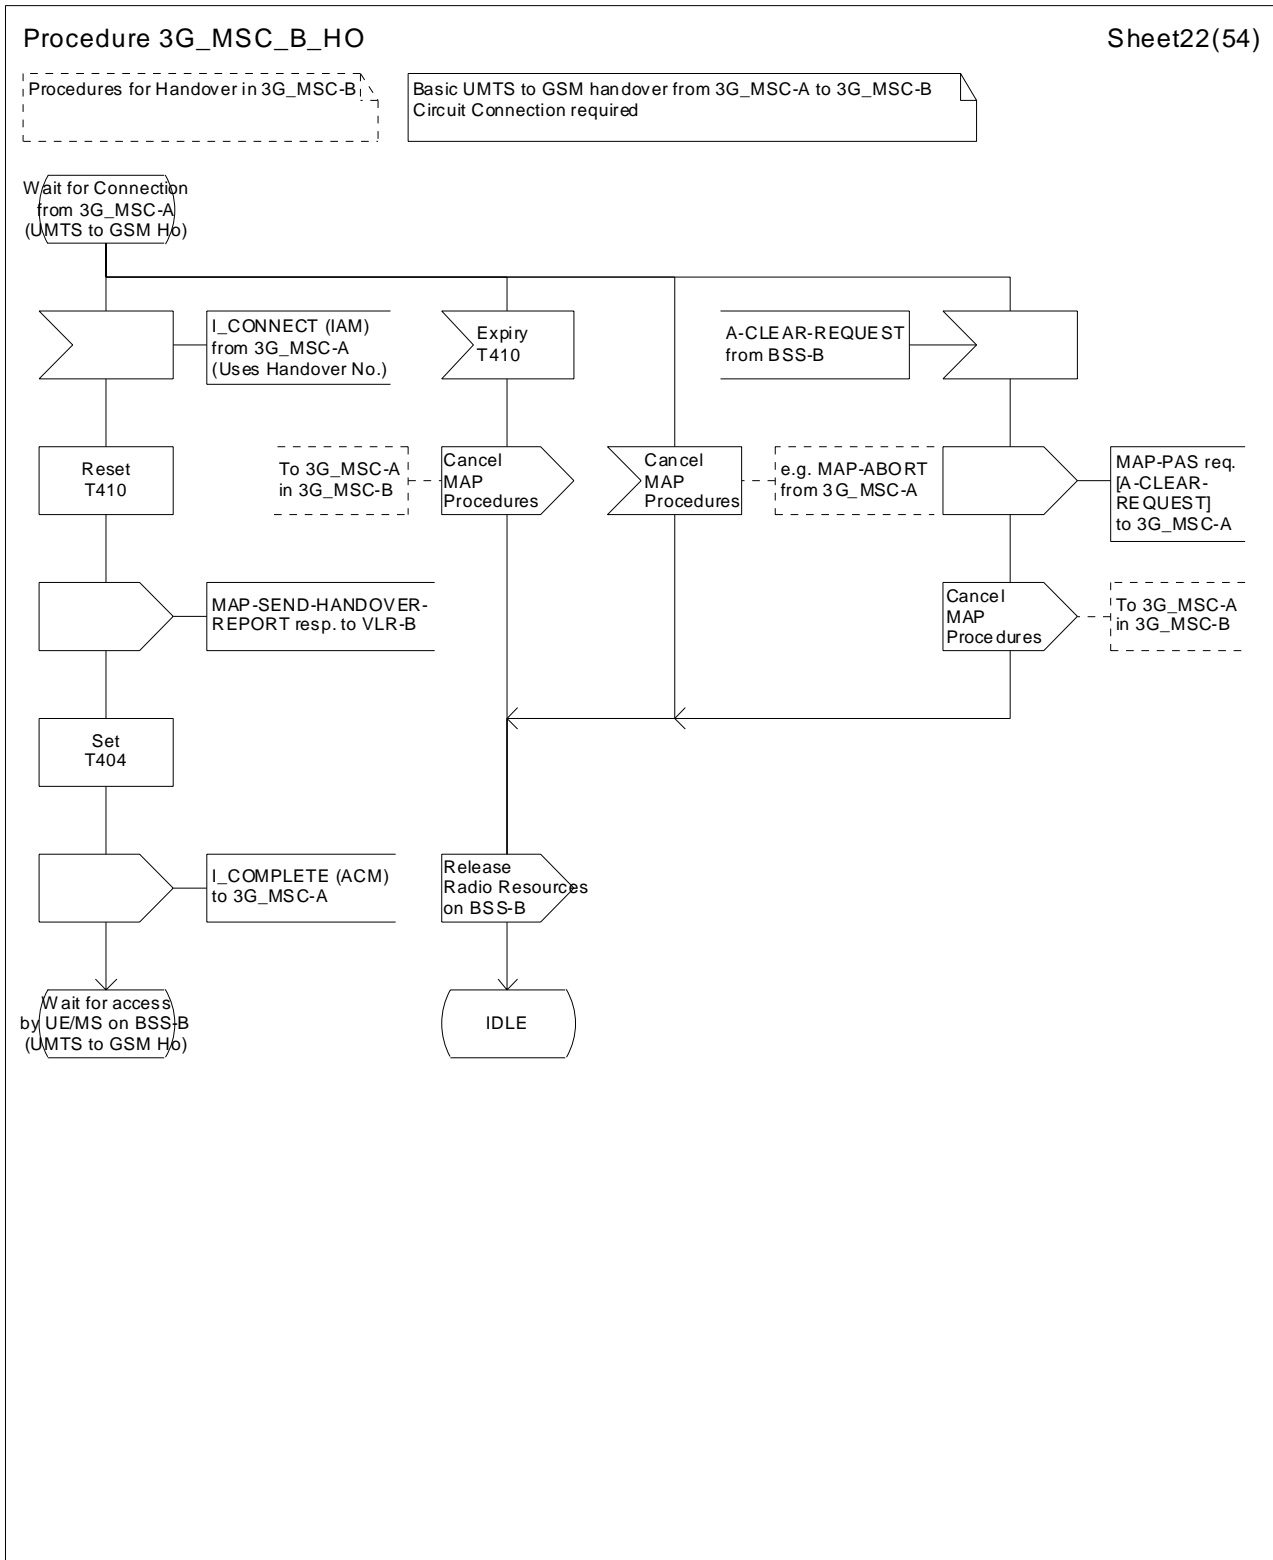 Procedure 3G_MSC_B_HO
Sheet22(54)
Procedures for Handover in 3G_MSC-B
Basic UMTS to GSM handover from 3G_MSC-A to 3G_MSC-B
Circuit Connection required
Wait for Connection
from 3G_MSC-A
(UMTS to GSM Ho)
I_CONNECT (IAM)
from 3G_MSC-A
(Uses Handover No.)
Expiry
T410
A-CLEAR-REQUEST
from BSS-B
Reset
T410
To 3G_MSC-A
in 3G_MSC-B
Cancel
MAP
Procedures
Cancel
MAP
Procedures
e.g. MAP-ABORT
from 3G_MSC-A
MAP-PAS req.
[A-CLEAR-
REQUEST]
to 3G_MSC-A
MAP-SEND-HANDOVER-
REPORT resp. to VLR-B
Cancel
MAP
Procedures
To 3G_MSC-A
in 3G_MSC-B
Set
T404
I_COMPLETE (ACM)
to 3G_MSC-A
Release
Radio Resources
on BSS-B
Wait for access
by UE/MS on BSS-B
(UMTS to GSM Ho)
IDLE